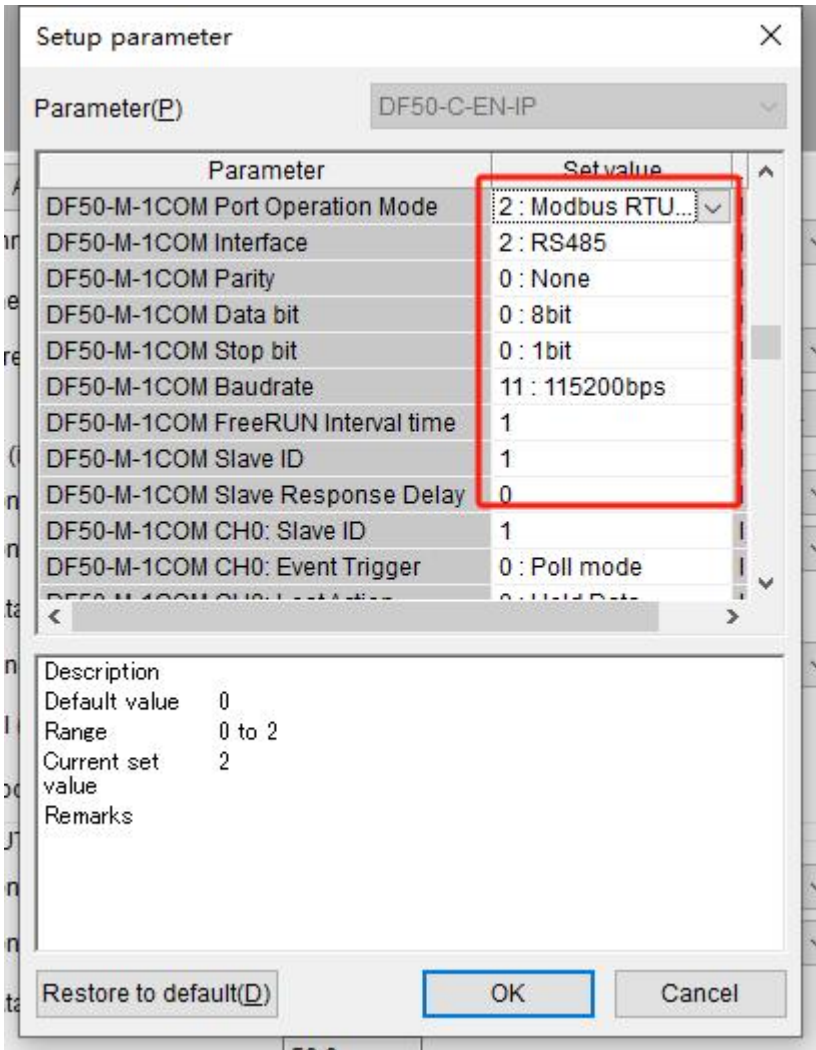 Setup parameter
Parameter(P)
DF50-C-EN-IP
Parameter Set value
DF50-M-1COM Port Operation Mode 2 : Modbus RTU...
DF50-M-1COM Interface 2 : RS485
DF50-M-1COM Parity 0 : None
DF50-M-1COM Data bit 0 : 8bit
DF50-M-1COM Stop bit 0 : 1bit
DF50-M-1COM Baudrate 11 : 115200bps
DF50-M-1COM FreeRUN Interval time 1
DF50-M-1COM Slave ID 1
DF50-M-1COM Slave Response Delay 0
DF50-M-1COM CH0: Slave ID 1
DF50-M-1COM CH0: Event Trigger 0 : Poll mode
Description
Default value 0
Range 0 to 2
Current set 2
value
Remarks
Restore to default(D)
OK
Cancel